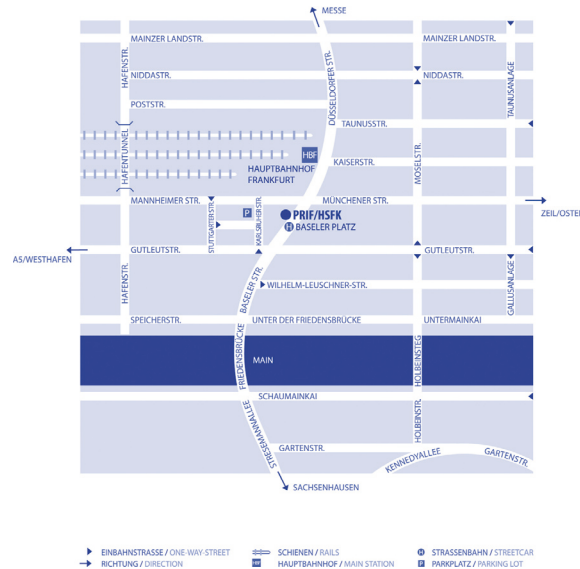 MESSE
MAINZER LANDSTR.
MAINZER LANDSTR.
HAFENSTR.
DÜSSELDORFER STR.
TAUNUSANLAGE
NIDDASTR.
NIDDASTR.
POSTSTR.
TAUNUSSTR.
HAFENTUNNEL
HBF
MOSELSTR.
KAISERSTR.
HAUPTBAHNHOF
FRANKFURT
MANNHEIMER STR.
MÜNCHENER STR.
ZEIL/OSTE
STUTTGARTER STR.
P
KARLSRUHER STR.
PRIF/HSFK
H BASELER PLATZ
GUTLEUTSTR.
GUTLEUTSTR.
A5/WESTHAFEN
HAFENSTR.
BASELER STR.
WILHELM-LEUSCHNER-STR.
GALLUSANLAGE
SPEICHERSTR.
UNTER DER FRIEDENSBRÜCKE
UNTERMAINKAI
FRIEDENSBRÜCKE
MAIN
HOLBEINSTEG
SCHAUMAINKAI
STRESEMANNALLEE
HOLBEINSTR.
GARTENSTR.
KENNEDYALLEE
GARTENSTR.
SACHSENHAUSEN
EINBAHNSTRASSE / ONE-WAY-STREET
SCHIENEN / RAILS
H STRASSENBAHN / STREETCAR
RICHTUNG / DIRECTION
HBF HAUPTBAHNHOF / MAIN STATION
P PARKPLATZ / PARKING LOT